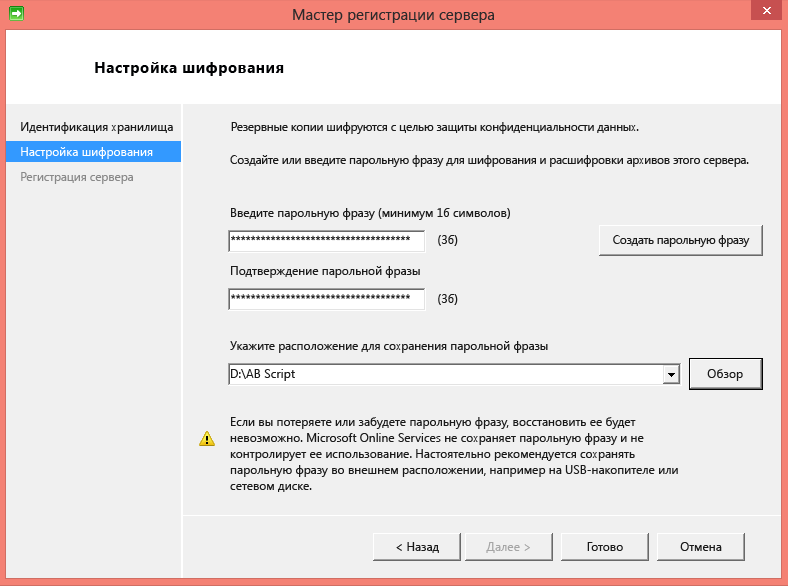 Мастер регистрации сервера
Настройка шифрования
Идентификация хранилища
Настройка шифрования
Регистрация сервера
Резервные копии шифруются с целью защиты конфиденциальности данных.
Создайте или введите парольную фразу для шифрования и расшифровки архивов этого сервера.
Введите парольную фразу (минимум 16 символов)
************************************ (36)
Создать парольную фразу
Подтверждение парольной фразы
************************************ (36)
Укажите расположение для сохранения парольной фразы
D:\AB Script
Обзор
Если вы потеряете или забудете парольную фразу, восстановить ее будет
невозможно. Microsoft Online Services не сохраняет парольную фразу и не
контролирует ее использование. Настоятельно рекомендуется сохранять
парольную фразу во внешнем расположении, например на USB-накопителе или
сетевом диске.
< Назад
Далее >
Готово
Отмена